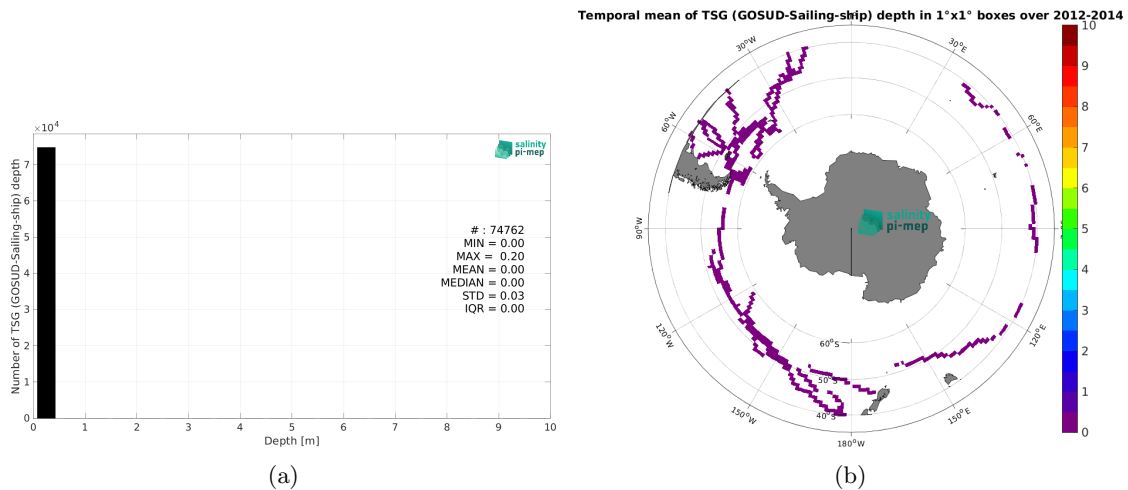 ×10⁴
7
6
5
4
3
2
1
0
Number of TSG (GOSUD-Sailing-ship) depth
0 1 2 3 4 5 6 7 8 9 10
Depth [m]
salinity
pi-mep
# : 74762
MIN = 0.00
MAX = 0.20
MEAN = 0.00
MEDIAN = 0.00
STD = 0.03
IQR = 0.00
(a)
Temporal mean of TSG (GOSUD-Sailing-ship) depth in 1°x1° boxes over 2012-2014
30°W
30°E
60°W
60°E
90°W
salinity
pi-mep
120°W
120°E
60°S
50°S
40°S
150°W
150°E
180°W
10
9
8
7
6
5
4
3
2
1
0
(b)